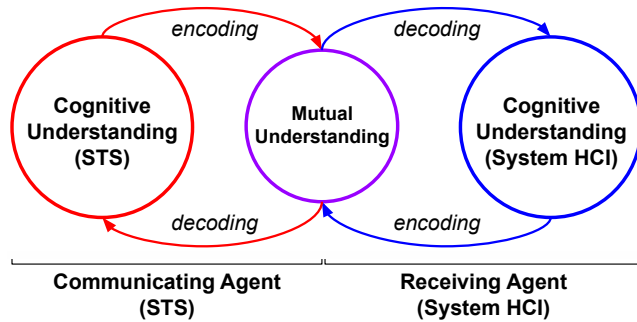 encoding
decoding
Cognitive
Understanding
(STS)
Mutual
Understanding
Cognitive
Understanding
(System HCI)
decoding
encoding
Communicating Agent
(STS)
Receiving Agent
(System HCI)